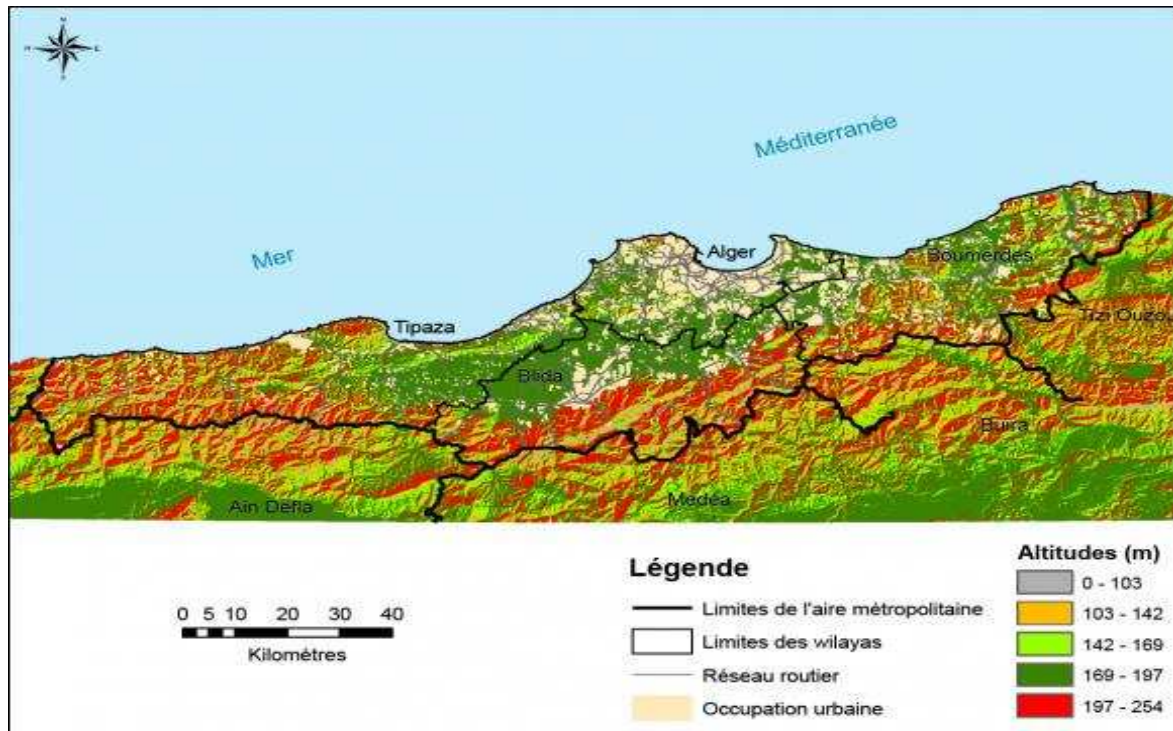 N
E
S
Méditerranée
Mer
Alger
Boumerdes
Tipaza
Tizi Ouzou
Blida
Buira
Medéa
Ain Defla
Légende
Limites de l'aire métropolitaine
Limites des wilayas
Réseau routier
Occupation urbaine
Altitudes (m)
0 - 103
103 - 142
142 - 169
169 - 197
197 - 254
0 5 10 20 30 40
Kilomètres